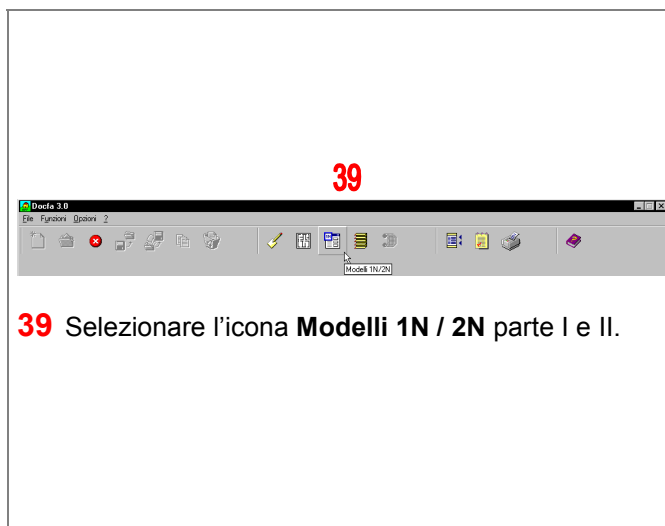 39
Docfa 3.0
File Funzioni Opzioni ?
Modelli 1N/2N
39 Selezionare l’icona Modelli 1N / 2N parte I e II.